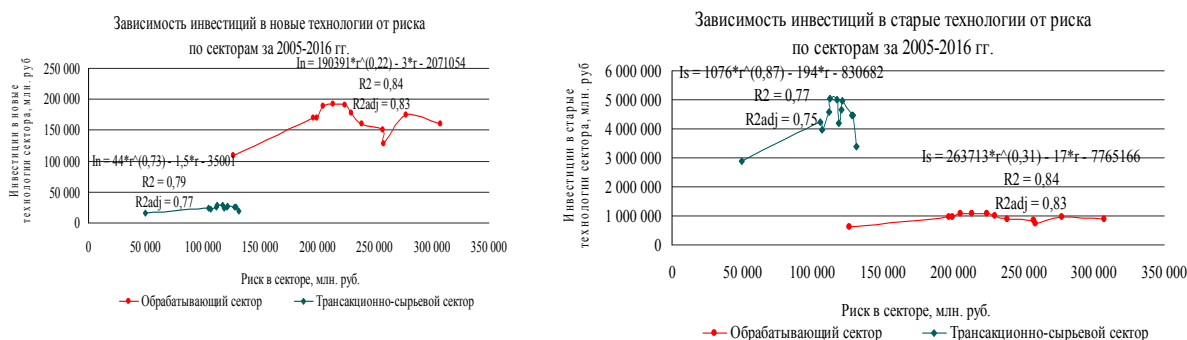 Зависимость инвестиций в новые технологии от риска
по секторам за 2005-2016 гг.
In = 190391*r^(0,22) - 3*r - 2071054
R2 = 0,84
R2adj = 0,83
In = 44*r^(0,73) - 1,5*r - 35001
R2 = 0,79
R2adj = 0,77
Инвестиции в новые
технологии сектора, млн. руб
250 000
200 000
150 000
100 000
50 000
0
0 50 000 100 000 150 000 200 000 250 000 300 000 350 000
Риск в секторе, млн. руб.
Обрабатывающий сектор Трансакционно-сырьевой сектор
Зависимость инвестиций в старые технологии от риска
по секторам за 2005-2016 гг.
Is = 1076*r^(0,87) - 194*r - 830682
R2 = 0,77
R2adj = 0,75
Is = 263713*r^(0,31) - 17*r - 7765166
R2 = 0,84
R2adj = 0,83
Инвестиции в старые
технологии сектора, млн. руб
6 000 000
5 000 000
4 000 000
3 000 000
2 000 000
1 000 000
0
0 50 000 100 000 150 000 200 000 250 000 300 000 350 000
Риск в секторе, млн. руб.
Обрабатывающий сектор Трансакционно-сырьевой сектор